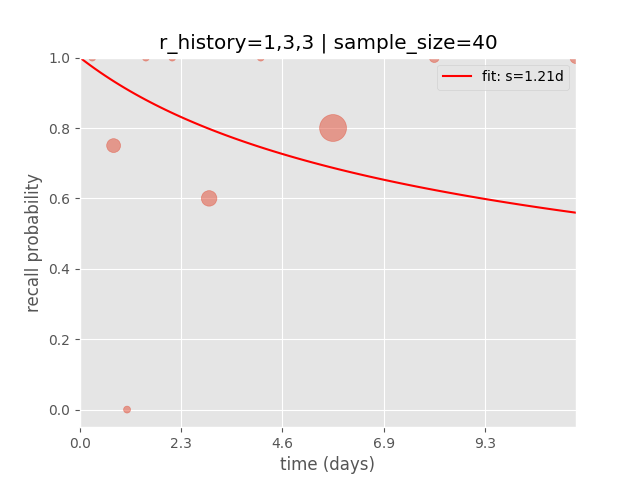 r_history=1,3,3 | sample_size=40
fit: s=1.21d
recall probability
1.0
0.8
0.6
0.4
0.2
0.0
0.0 2.3 4.6 6.9 9.3
time (days)